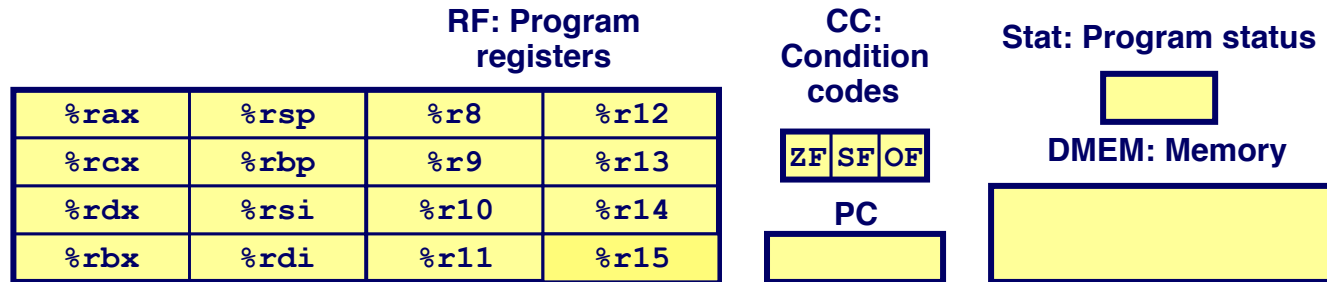 RF: Program
registers
CC:
Condition
codes
Stat: Program status
%rax %rsp %r8 %r12
%rcx %rbp %r9 %r13
%rdx %rsi %r10 %r14
%rbx %rdi %r11 %r15
ZF SF OF
PC
DMEM: Memory